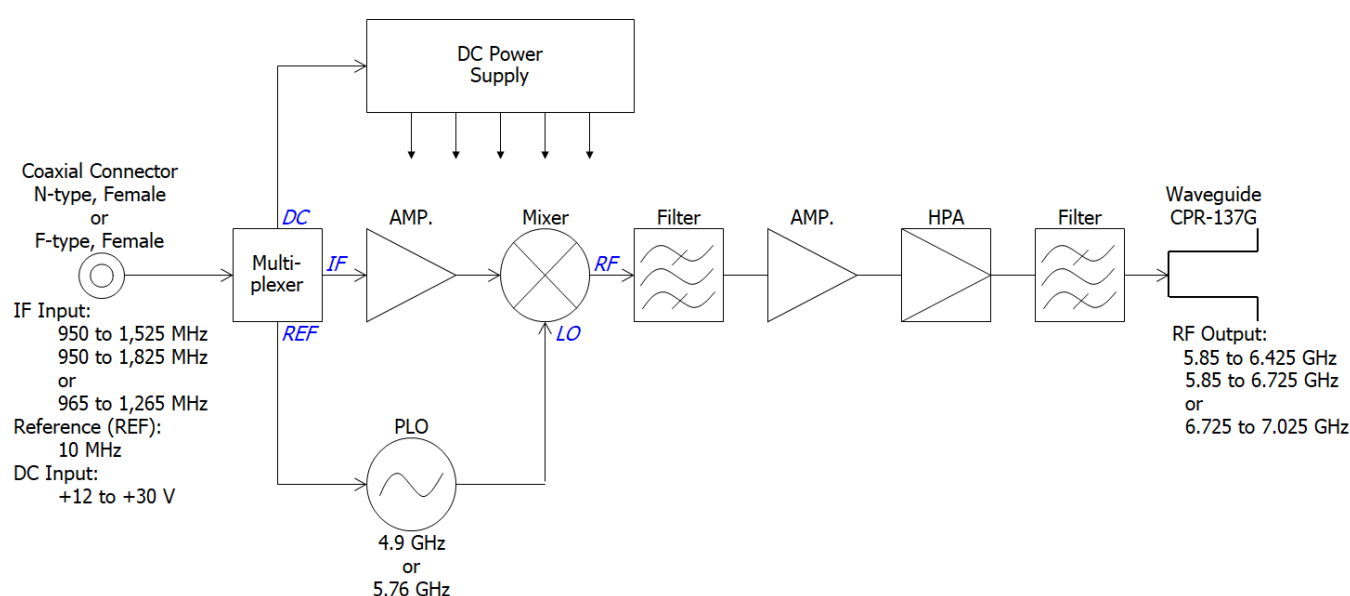 DC Power
Supply
Coaxial Connector
N-type, Female
or
F-type, Female
DC
AMP.
Mixer
Filter
AMP.
HPA
Filter
Waveguide
CPR-137G
Multi-
plexer
IF
RF
REF
LO
IF Input:
950 to 1,525 MHz
950 to 1,825 MHz
or
965 to 1,265 MHz
Reference (REF):
10 MHz
DC Input:
+12 to +30 V
PLO
4.9 GHz
or
5.76 GHz
RF Output:
5.85 to 6.425 GHz
5.85 to 6.725 GHz
or
6.725 to 7.025 GHz